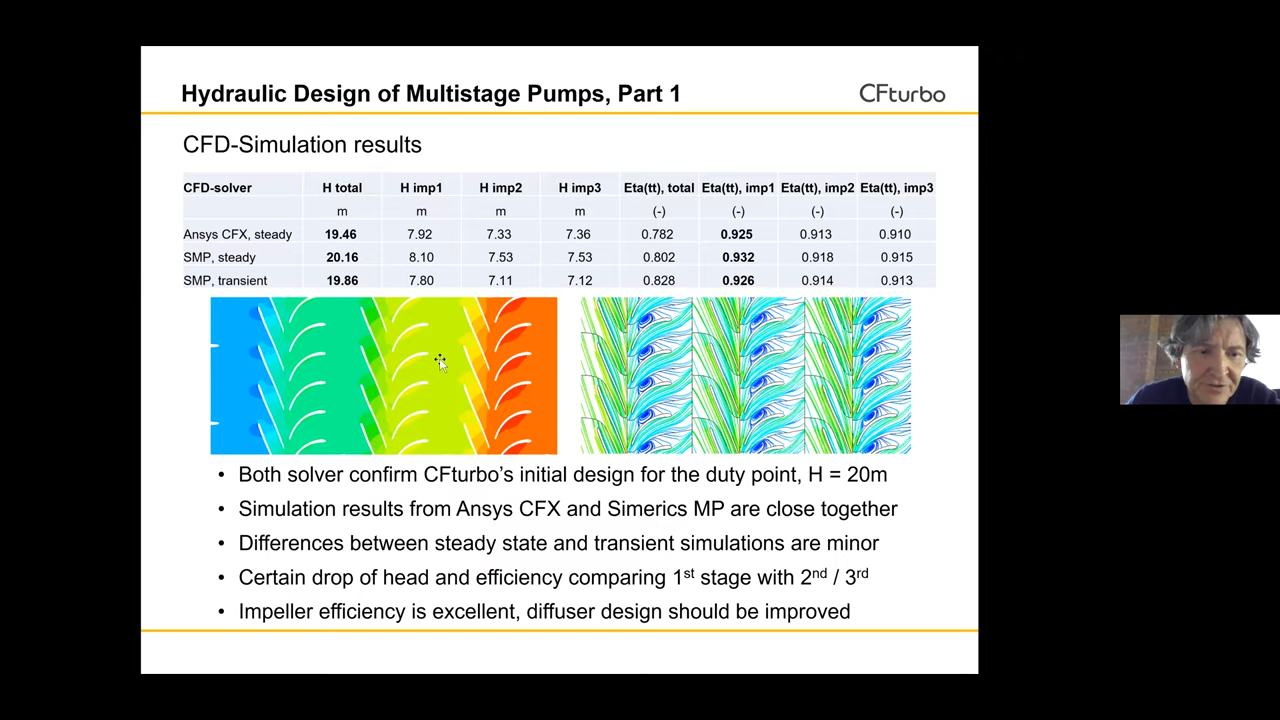 Hydraulic Design of Multistage Pumps, Part 1
CFturbo
CFD-Simulation results
CFD-solver H total H imp1 H imp2 H imp3 Eta(tt), total Eta(tt), imp1 Eta(tt), imp2 Eta(tt), imp3
m m m m (-) (-) (-) (-)
Ansys CFX, steady 19.46 7.92 7.33 7.36 0.782 0.925 0.913 0.910
SMP, steady 20.16 8.10 7.53 7.53 0.802 0.932 0.918 0.915
SMP, transient 19.86 7.80 7.11 7.12 0.828 0.926 0.914 0.913
• Both solver confirm CFturbo's initial design for the duty point, H = 20m
• Simulation results from Ansys CFX and Simerics MP are close together
• Differences between steady state and transient simulations are minor
• Certain drop of head and efficiency comparing 1st stage with 2nd / 3rd
• Impeller efficiency is excellent, diffuser design should be improved